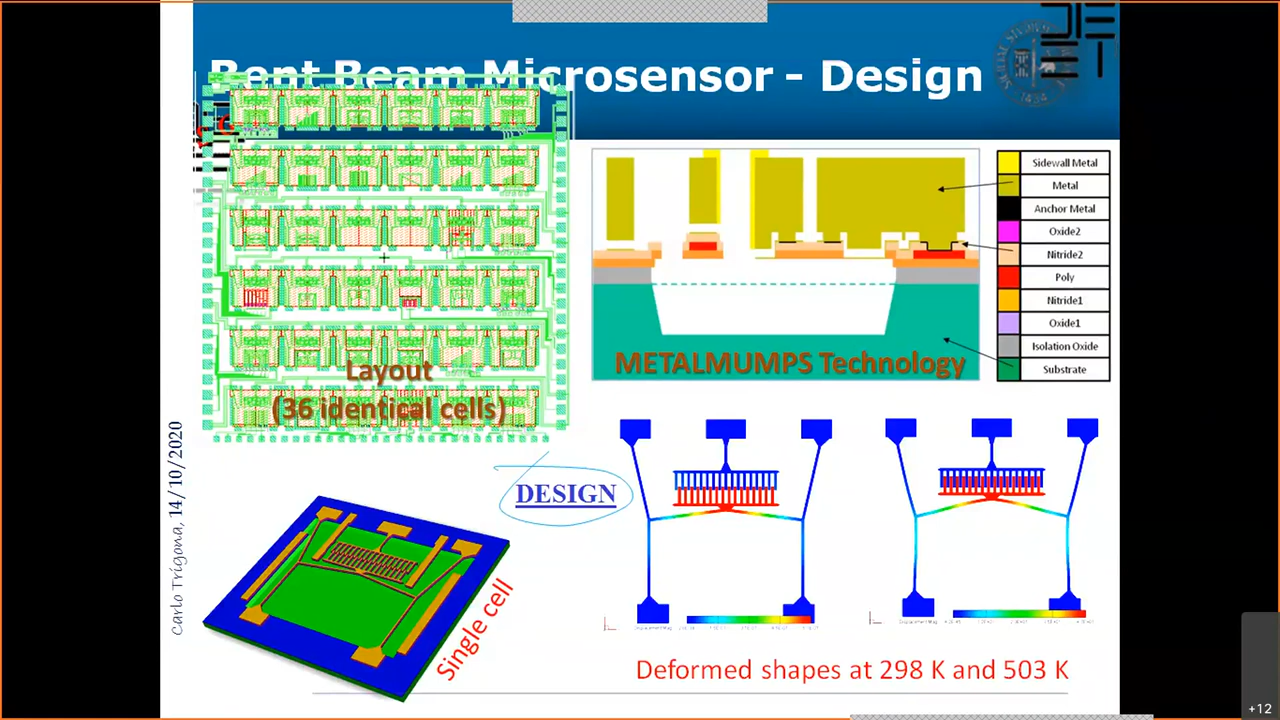 Bent Beam Microsensor - Design
Sidewall Metal
Metal
Anchor Metal
Oxide2
Nitride2
Poly
Nitride1
Oxide1
Isolation Oxide
Substrate
METALMUMPS Technology
Layout
(36 identical cells)
DESIGN
Single cell
Deformed shapes at 298 K and 503 K
Carlo Trigona, 14/10/2020
+12